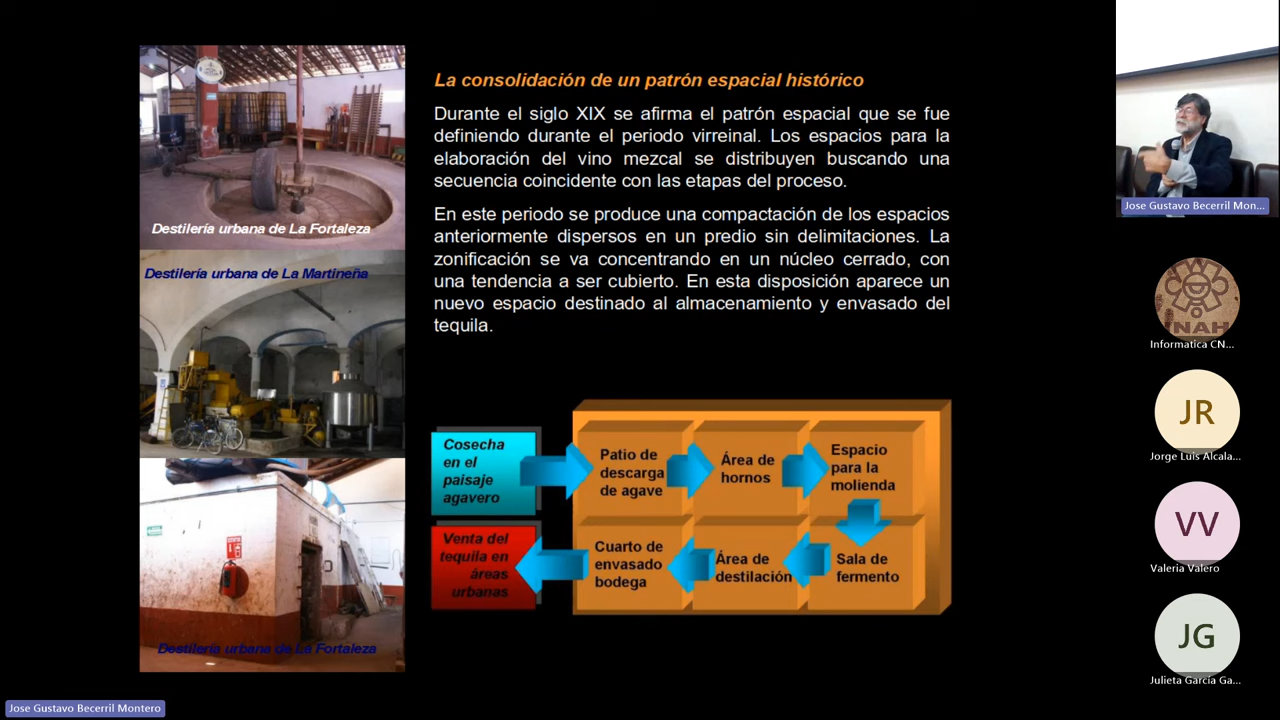 La consolidación de un patrón espacial histórico
Durante el siglo XIX se afirma el patrón espacial que se fue
definiendo durante el periodo virreinal. Los espacios para la
elaboración del vino mezcal se distribuyen buscando una
secuencia coincidente con las etapas del proceso.
En este periodo se produce una compactación de los espacios
anteriormente dispersos en un predio sin delimitaciones. La
zonificación se va concentrando en un núcleo cerrado, con
una tendencia a ser cubierto. En esta disposición aparece un
nuevo espacio destinado al almacenamiento y envasado del
tequila.
Destilería urbana de La Fortaleza
Destilería urbana de La Martineña
Destilería urbana de La Fortaleza
Cosecha
en el
paisaje
agavero
Patio de
descarga
de agave
Área de
hornos
Espacio
para la
molienda
Sala de
fermento
Área de
destilación
Cuarto de
envasado
bodega
Venta del
tequila en
áreas
urbanas
Jose Gustavo Becerril Mon...
NAH
Informatica CN...
JR
Jorge Luis Alcala...
VV
Valeria Valero
JG
Julieta García Ga...
Jose Gustavo Becerril Montero